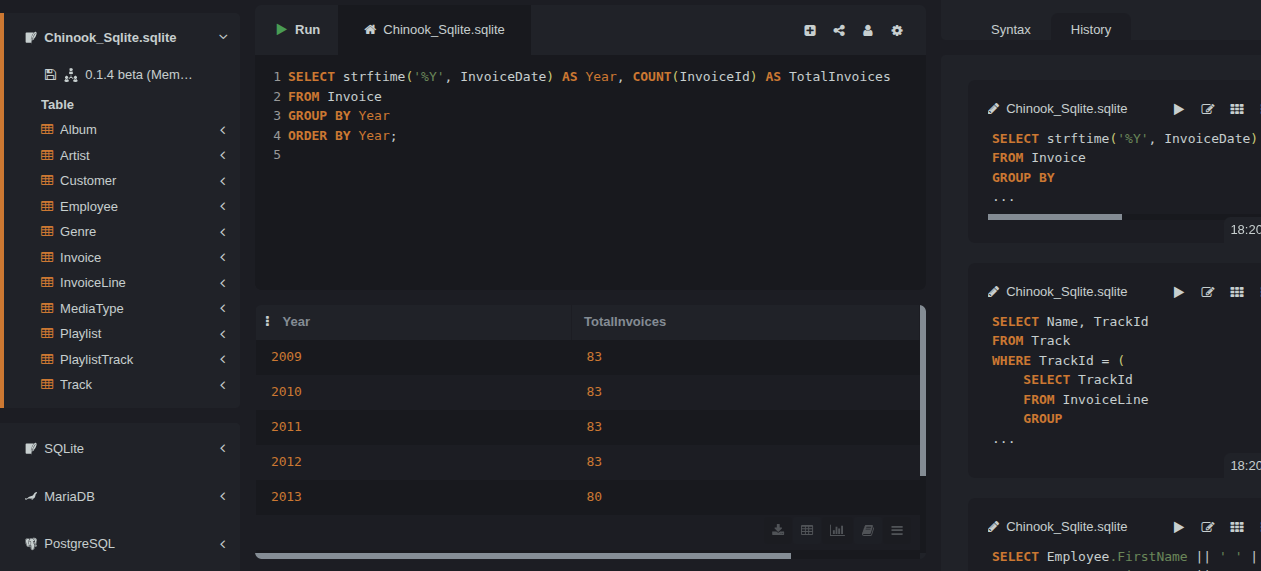 Chinook_Sqlite.sqlite
0.1.4 beta (Mem…
Table
Album
Artist
Customer
Employee
Genre
Invoice
InvoiceLine
MediaType
Playlist
PlaylistTrack
Track
SQLite
MariaDB
PostgreSQL
Run
Chinook_Sqlite.sqlite
1 SELECT strftime('%Y', InvoiceDate) AS Year, COUNT(InvoiceId) AS TotalInvoices
2 FROM Invoice
3 GROUP BY Year
4 ORDER BY Year;
5
Year TotalInvoices
2009 83
2010 83
2011 83
2012 83
2013 80
Syntax History
Chinook_Sqlite.sqlite
SELECT strftime('%Y', InvoiceDate)
FROM Invoice
GROUP BY
...
18:20
Chinook_Sqlite.sqlite
SELECT Name, TrackId
FROM Track
WHERE TrackId = (
    SELECT TrackId
    FROM InvoiceLine
    GROUP
...
18:20
Chinook_Sqlite.sqlite
SELECT Employee.FirstName || ' ' |